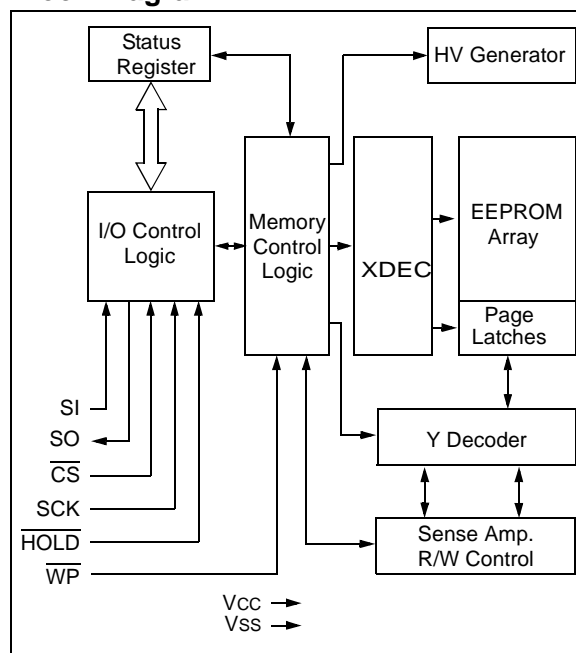 Status
Register
HV Generator
I/O Control
Logic
Memory
Control
Logic
XDEC
EEPROM
Array
Page
Latches
SI
SO
CS
SCK
HOLD
WP
Y Decoder
Sense Amp.
R/W Control
VCC
VSS